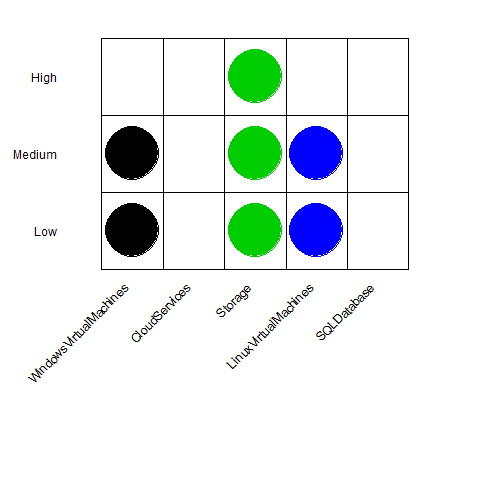 High
Medium
Low
WindowsVirtualMachines
CloudServices
Storage
LinuxVirtualMachines
SQLDatabase